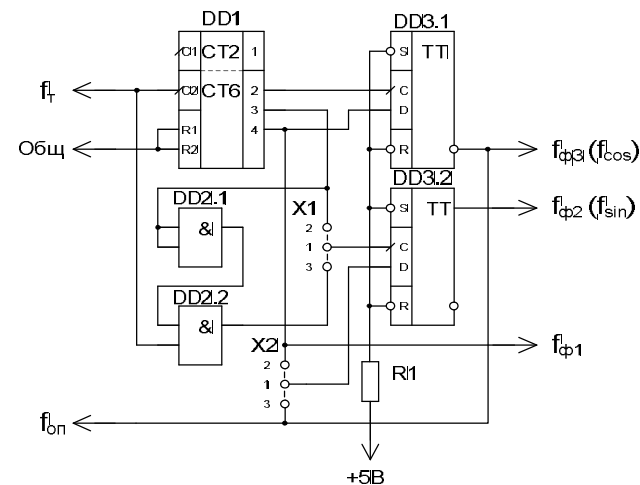 DD1
DD3.1
C1 CT2 1
S TT
fт
C2 CT6 2
C
3
D
R1 4
Общ
R2
R
fф3 (fcos)
DD2.1
DD3.2
&
X1
S TT
fф2 (fsin)
2
1
C
3
D
DD2.2
&
R
X2
fф1
2
R1
1
3
fоп
+5В